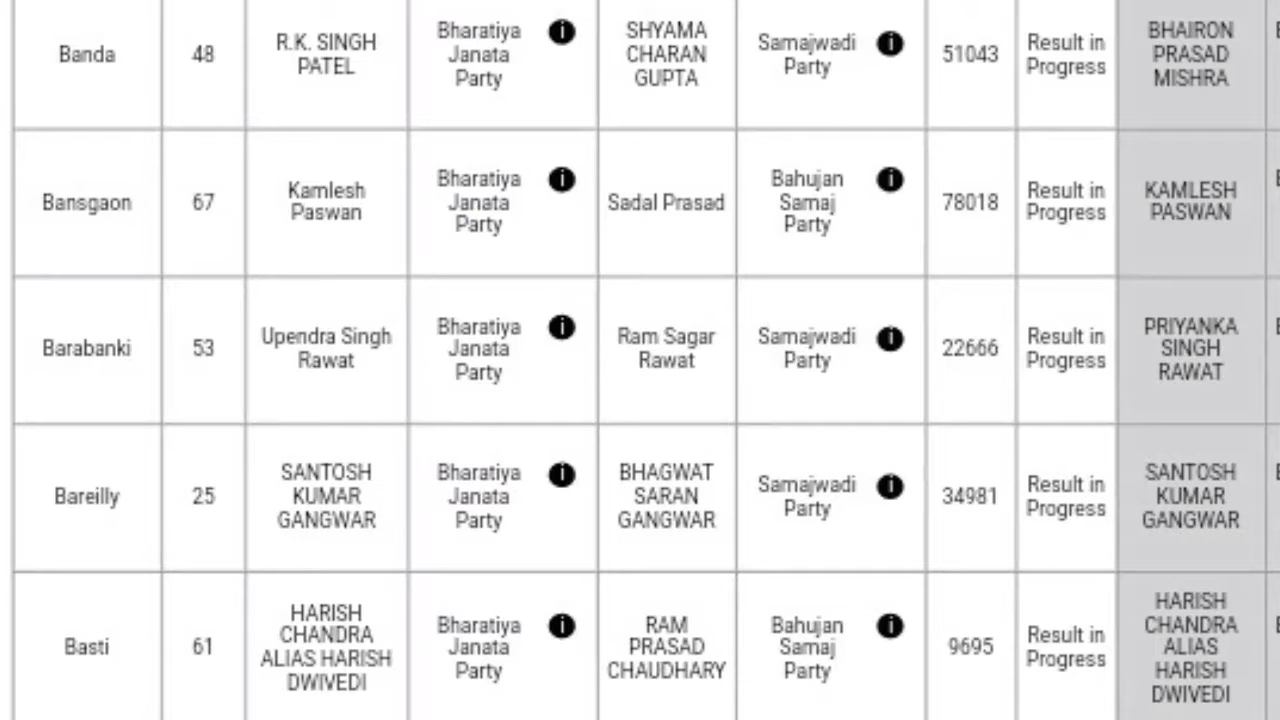 Banda
48
R.K. SINGH
PATEL
Bharatiya
Janata
Party
i
SHYAMA
CHARAN
GUPTA
Samajwadi
Party
i
51043
Result in
Progress
BHAIRON
PRASAD
MISHRA
Bansgaon
67
Kamlesh
Paswan
Bharatiya
Janata
Party
i
Sadal Prasad
Bahujan
Samaj
Party
i
78018
Result in
Progress
KAMLESH
PASWAN
Barabanki
53
Upendra Singh
Rawat
Bharatiya
Janata
Party
i
Ram Sagar
Rawat
Samajwadi
Party
i
22666
Result in
Progress
PRIYANKA
SINGH
RAWAT
Bareilly
25
SANTOSH
KUMAR
GANGWAR
Bharatiya
Janata
Party
i
BHAGWAT
SARAN
GANGWAR
Samajwadi
Party
i
34981
Result in
Progress
SANTOSH
KUMAR
GANGWAR
Basti
61
HARISH
CHANDRA
ALIAS HARISH
DWIVEDI
Bharatiya
Janata
Party
i
RAM
PRASAD
CHAUDHARY
Bahujan
Samaj
Party
i
9695
Result in
Progress
HARISH
CHANDRA
ALIAS
HARISH
DWIVEDI